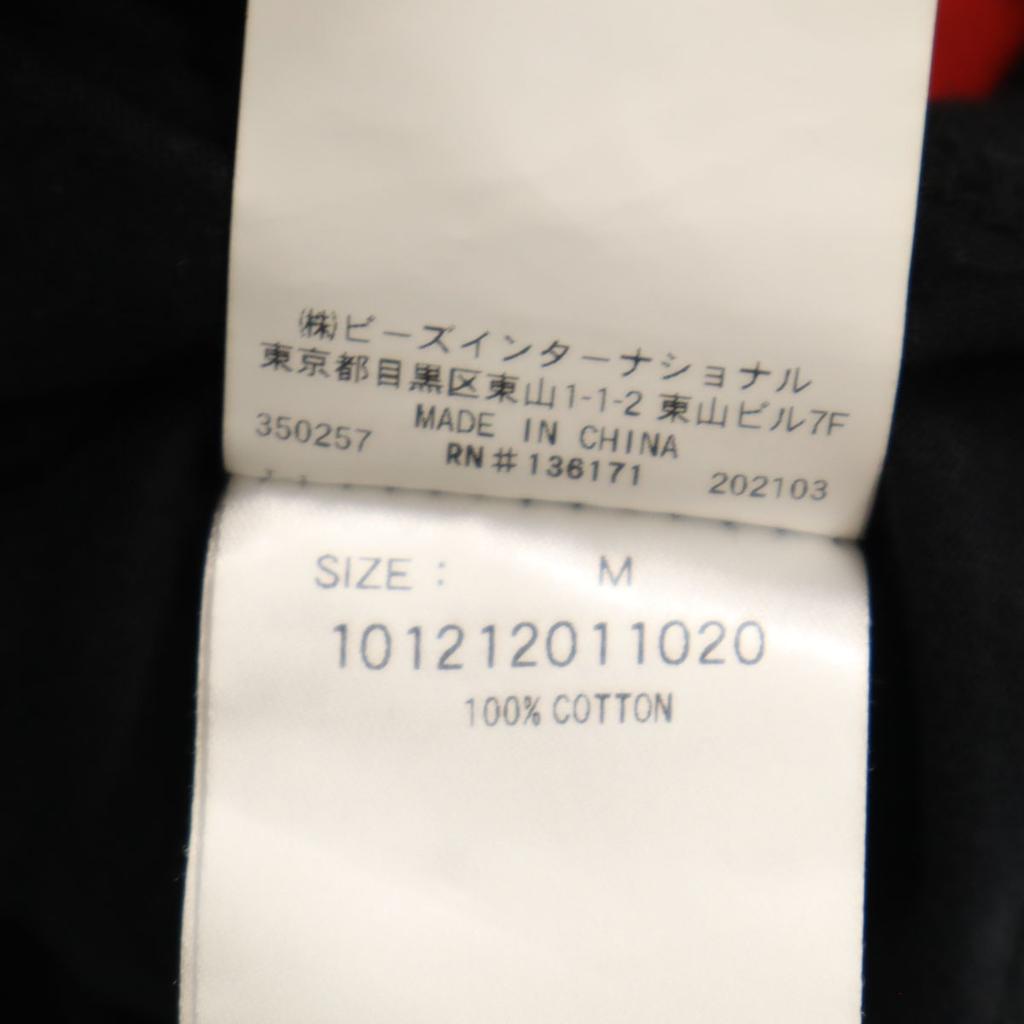 ㈱ビーズインターナショナル
東京都目黒区東山1-1-2 東山ビル7F
MADE IN CHINA
350257 RN#136171 202103
SIZE : M
101212011020
100% COTTON